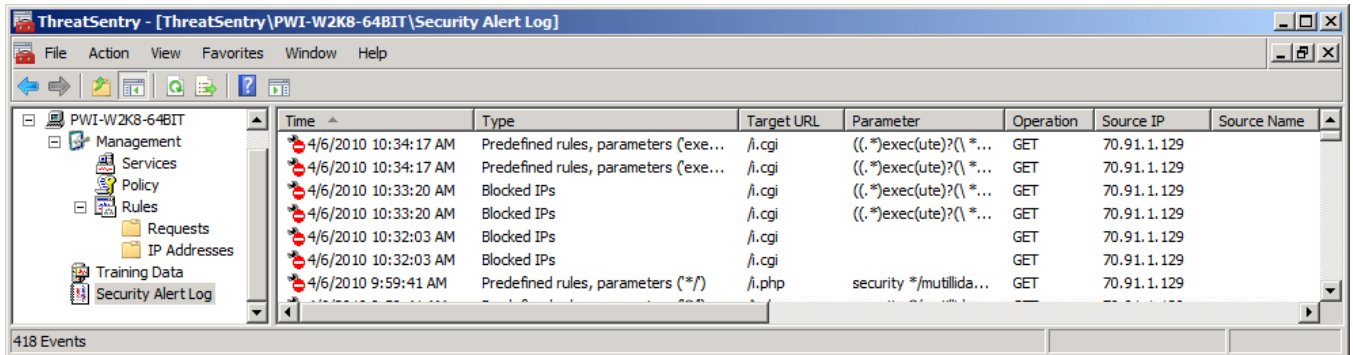 ThreatSentry - [ThreatSentry\PWI-W2K8-64BIT\Security Alert Log]
File Action View Favorites Window Help
PWI-W2K8-64BIT
Management
Services
Policy
Rules
Requests
IP Addresses
Training Data
Security Alert Log
Time Type Target URL Parameter Operation Source IP Source Name
4/6/2010 10:34:17 AM Predefined rules, parameters ('exe... /i.cgi ((.*)exec(ute)?(\ *... GET 70.91.1.129
4/6/2010 10:34:17 AM Predefined rules, parameters ('exe... /i.cgi ((.*)exec(ute)?(\ *... GET 70.91.1.129
4/6/2010 10:33:20 AM Blocked IPs /i.cgi ((.*)exec(ute)?(\ *... GET 70.91.1.129
4/6/2010 10:33:20 AM Blocked IPs /i.cgi ((.*)exec(ute)?(\ *... GET 70.91.1.129
4/6/2010 10:32:03 AM Blocked IPs /i.cgi GET 70.91.1.129
4/6/2010 10:32:03 AM Blocked IPs /i.cgi GET 70.91.1.129
4/6/2010 9:59:41 AM Predefined rules, parameters ('*/') /i.php security */mutillida... GET 70.91.1.129
418 Events